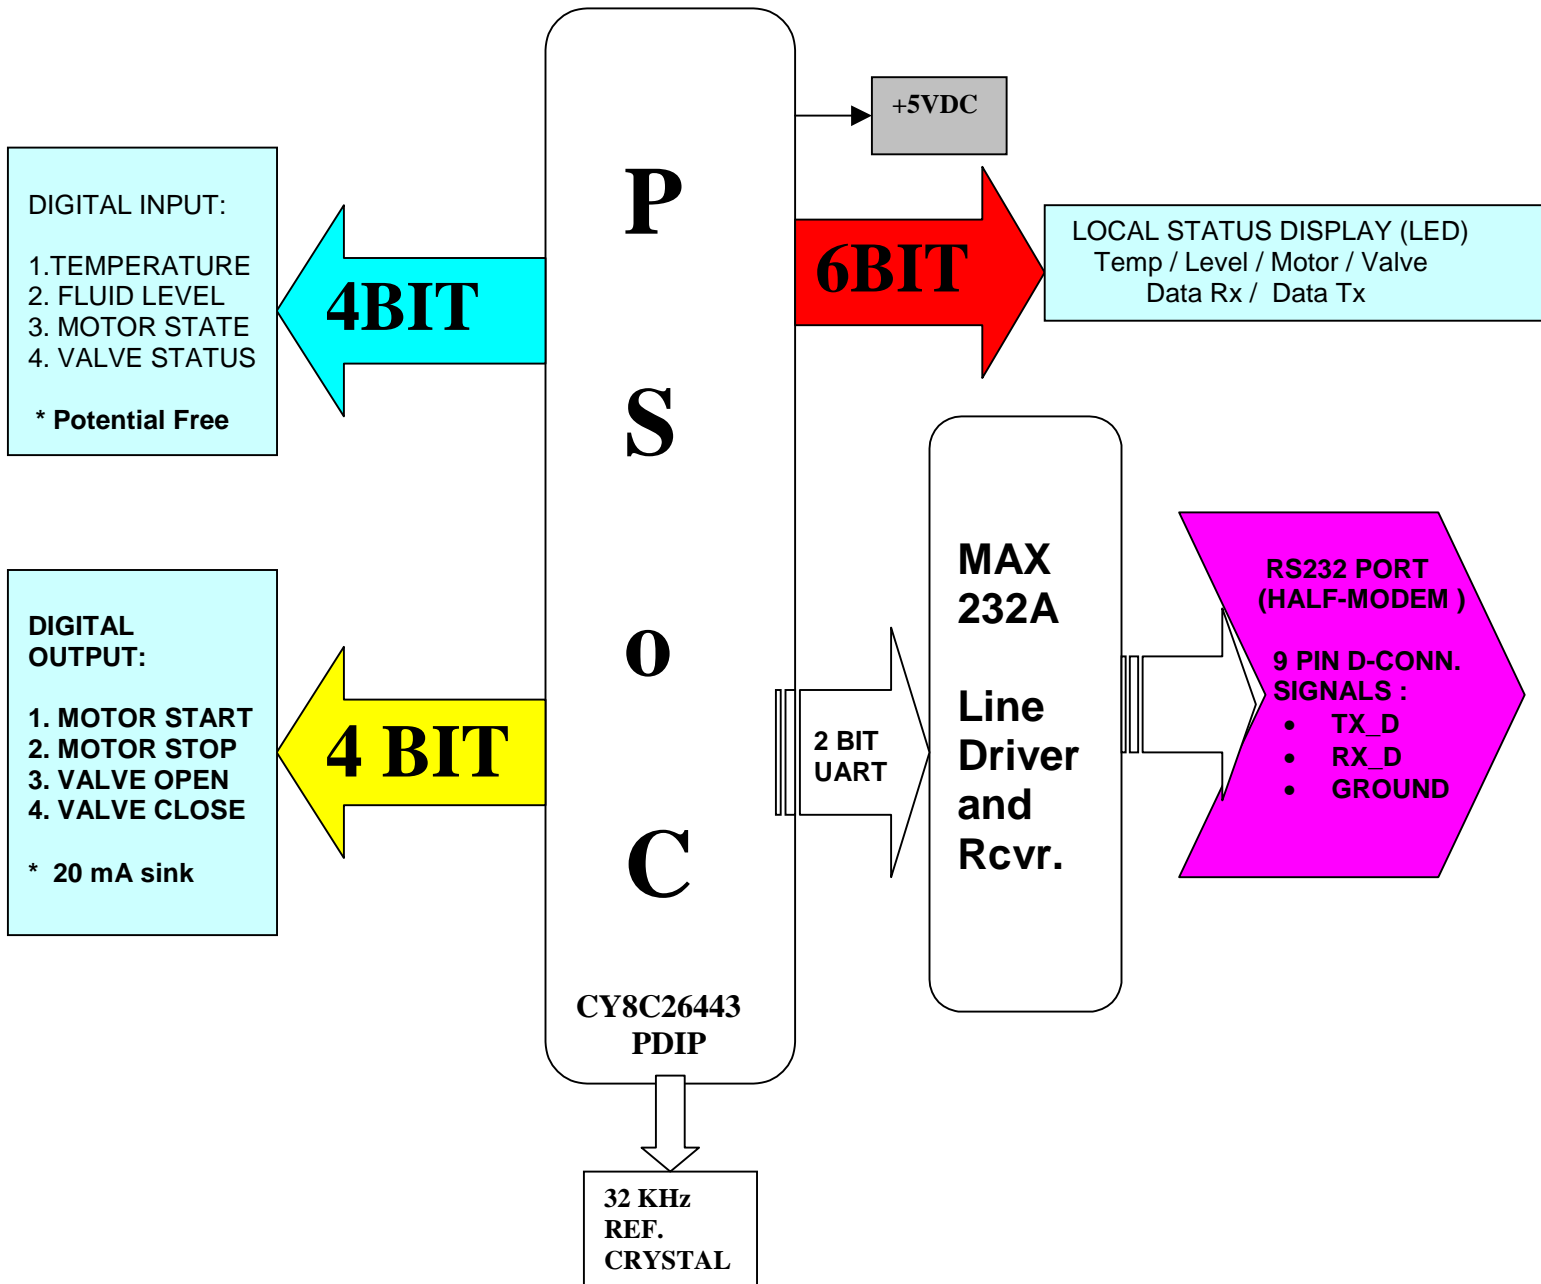 P
S
o
C
CY8C26443
PDIP
+5VDC
DIGITAL INPUT:
1.TEMPERATURE
2. FLUID LEVEL
3. MOTOR STATE
4. VALVE STATUS
* Potential Free
4BIT
6BIT
LOCAL STATUS DISPLAY (LED)
Temp / Level / Motor / Valve
Data Rx / Data Tx
DIGITAL
OUTPUT:
1. MOTOR START
2. MOTOR STOP
3. VALVE OPEN
4. VALVE CLOSE
* 20 mA sink
4 BIT
2 BIT
UART
MAX
232A
Line
Driver
and
Rcvr.
RS232 PORT
(HALF-MODEM )
9 PIN D-CONN.
SIGNALS :
• TX_D
• RX_D
• GROUND
32 KHz
REF.
CRYSTAL